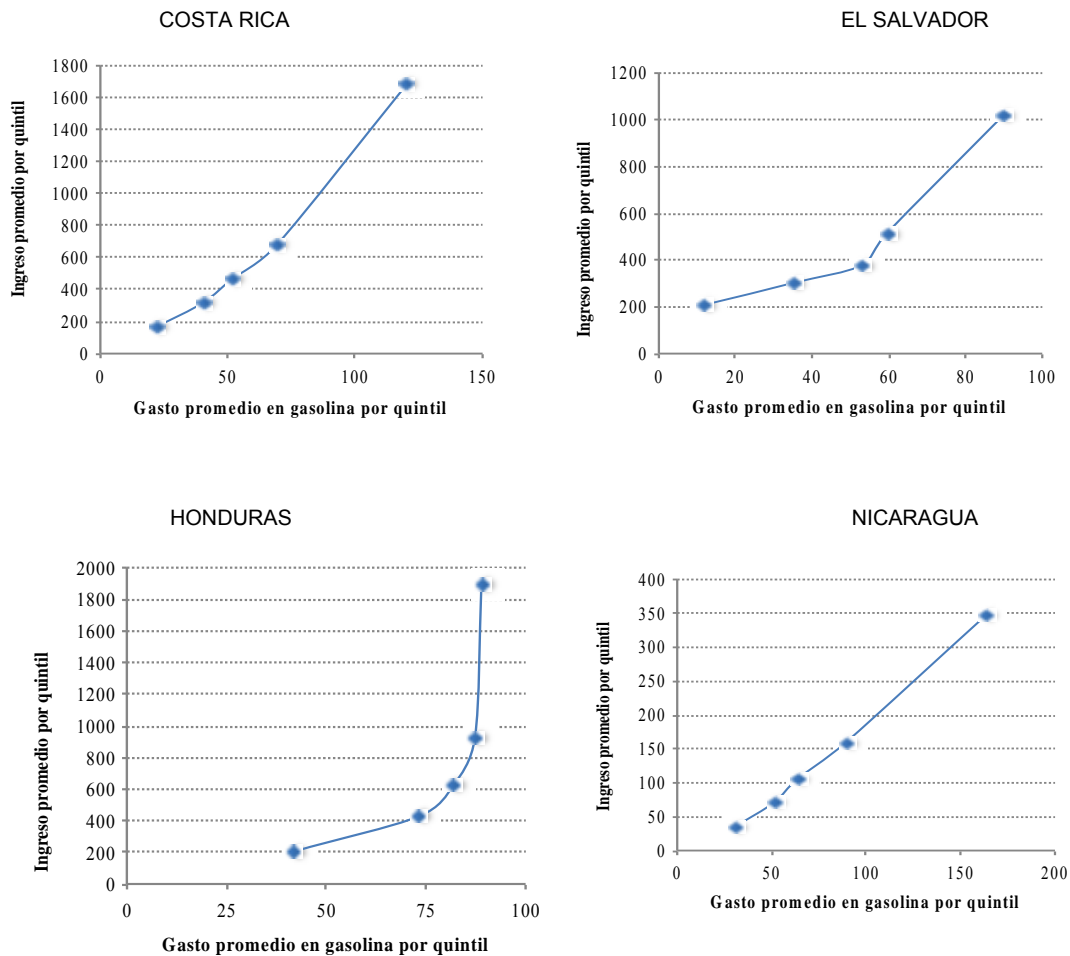 COSTA RICA
Ingreso promedio por quintil
1800
1600
1400
1200
1000
800
600
400
200
0
0 50 100 150
Gasto promedio en gasolina por quintil
EL SALVADOR
Ingreso promedio por quintil
1200
1000
800
600
400
200
0
0 20 40 60 80 100
Gasto promedio en gasolina por quintil
HONDURAS
Ingreso promedio por quintil
2000
1800
1600
1400
1200
1000
800
600
400
200
0
0 25 50 75 100
Gasto promedio en gasolina por quintil
NICARAGUA
Ingreso promedio por quintil
400
350
300
250
200
150
100
50
0
0 50 100 150 200
Gasto promedio en gasolina por quintil